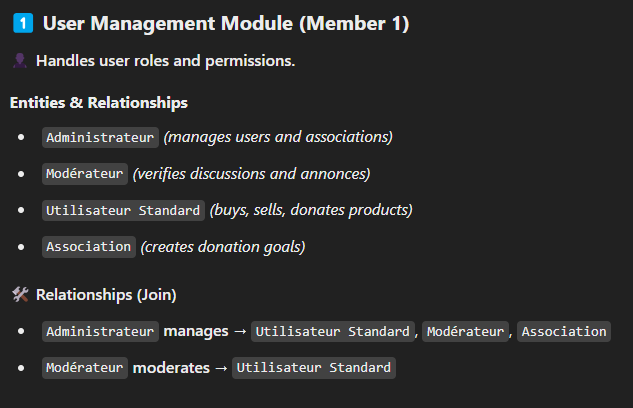 1 User Management Module (Member 1)
Handles user roles and permissions.
Entities & Relationships
Administrateur (manages users and associations)
Modérateur (verifies discussions and annonces)
Utilisateur Standard (buys, sells, donates products)
Association (creates donation goals)
Relationships (Join)
Administrateur manages → Utilisateur Standard, Modérateur, Association
Modérateur moderates → Utilisateur Standard